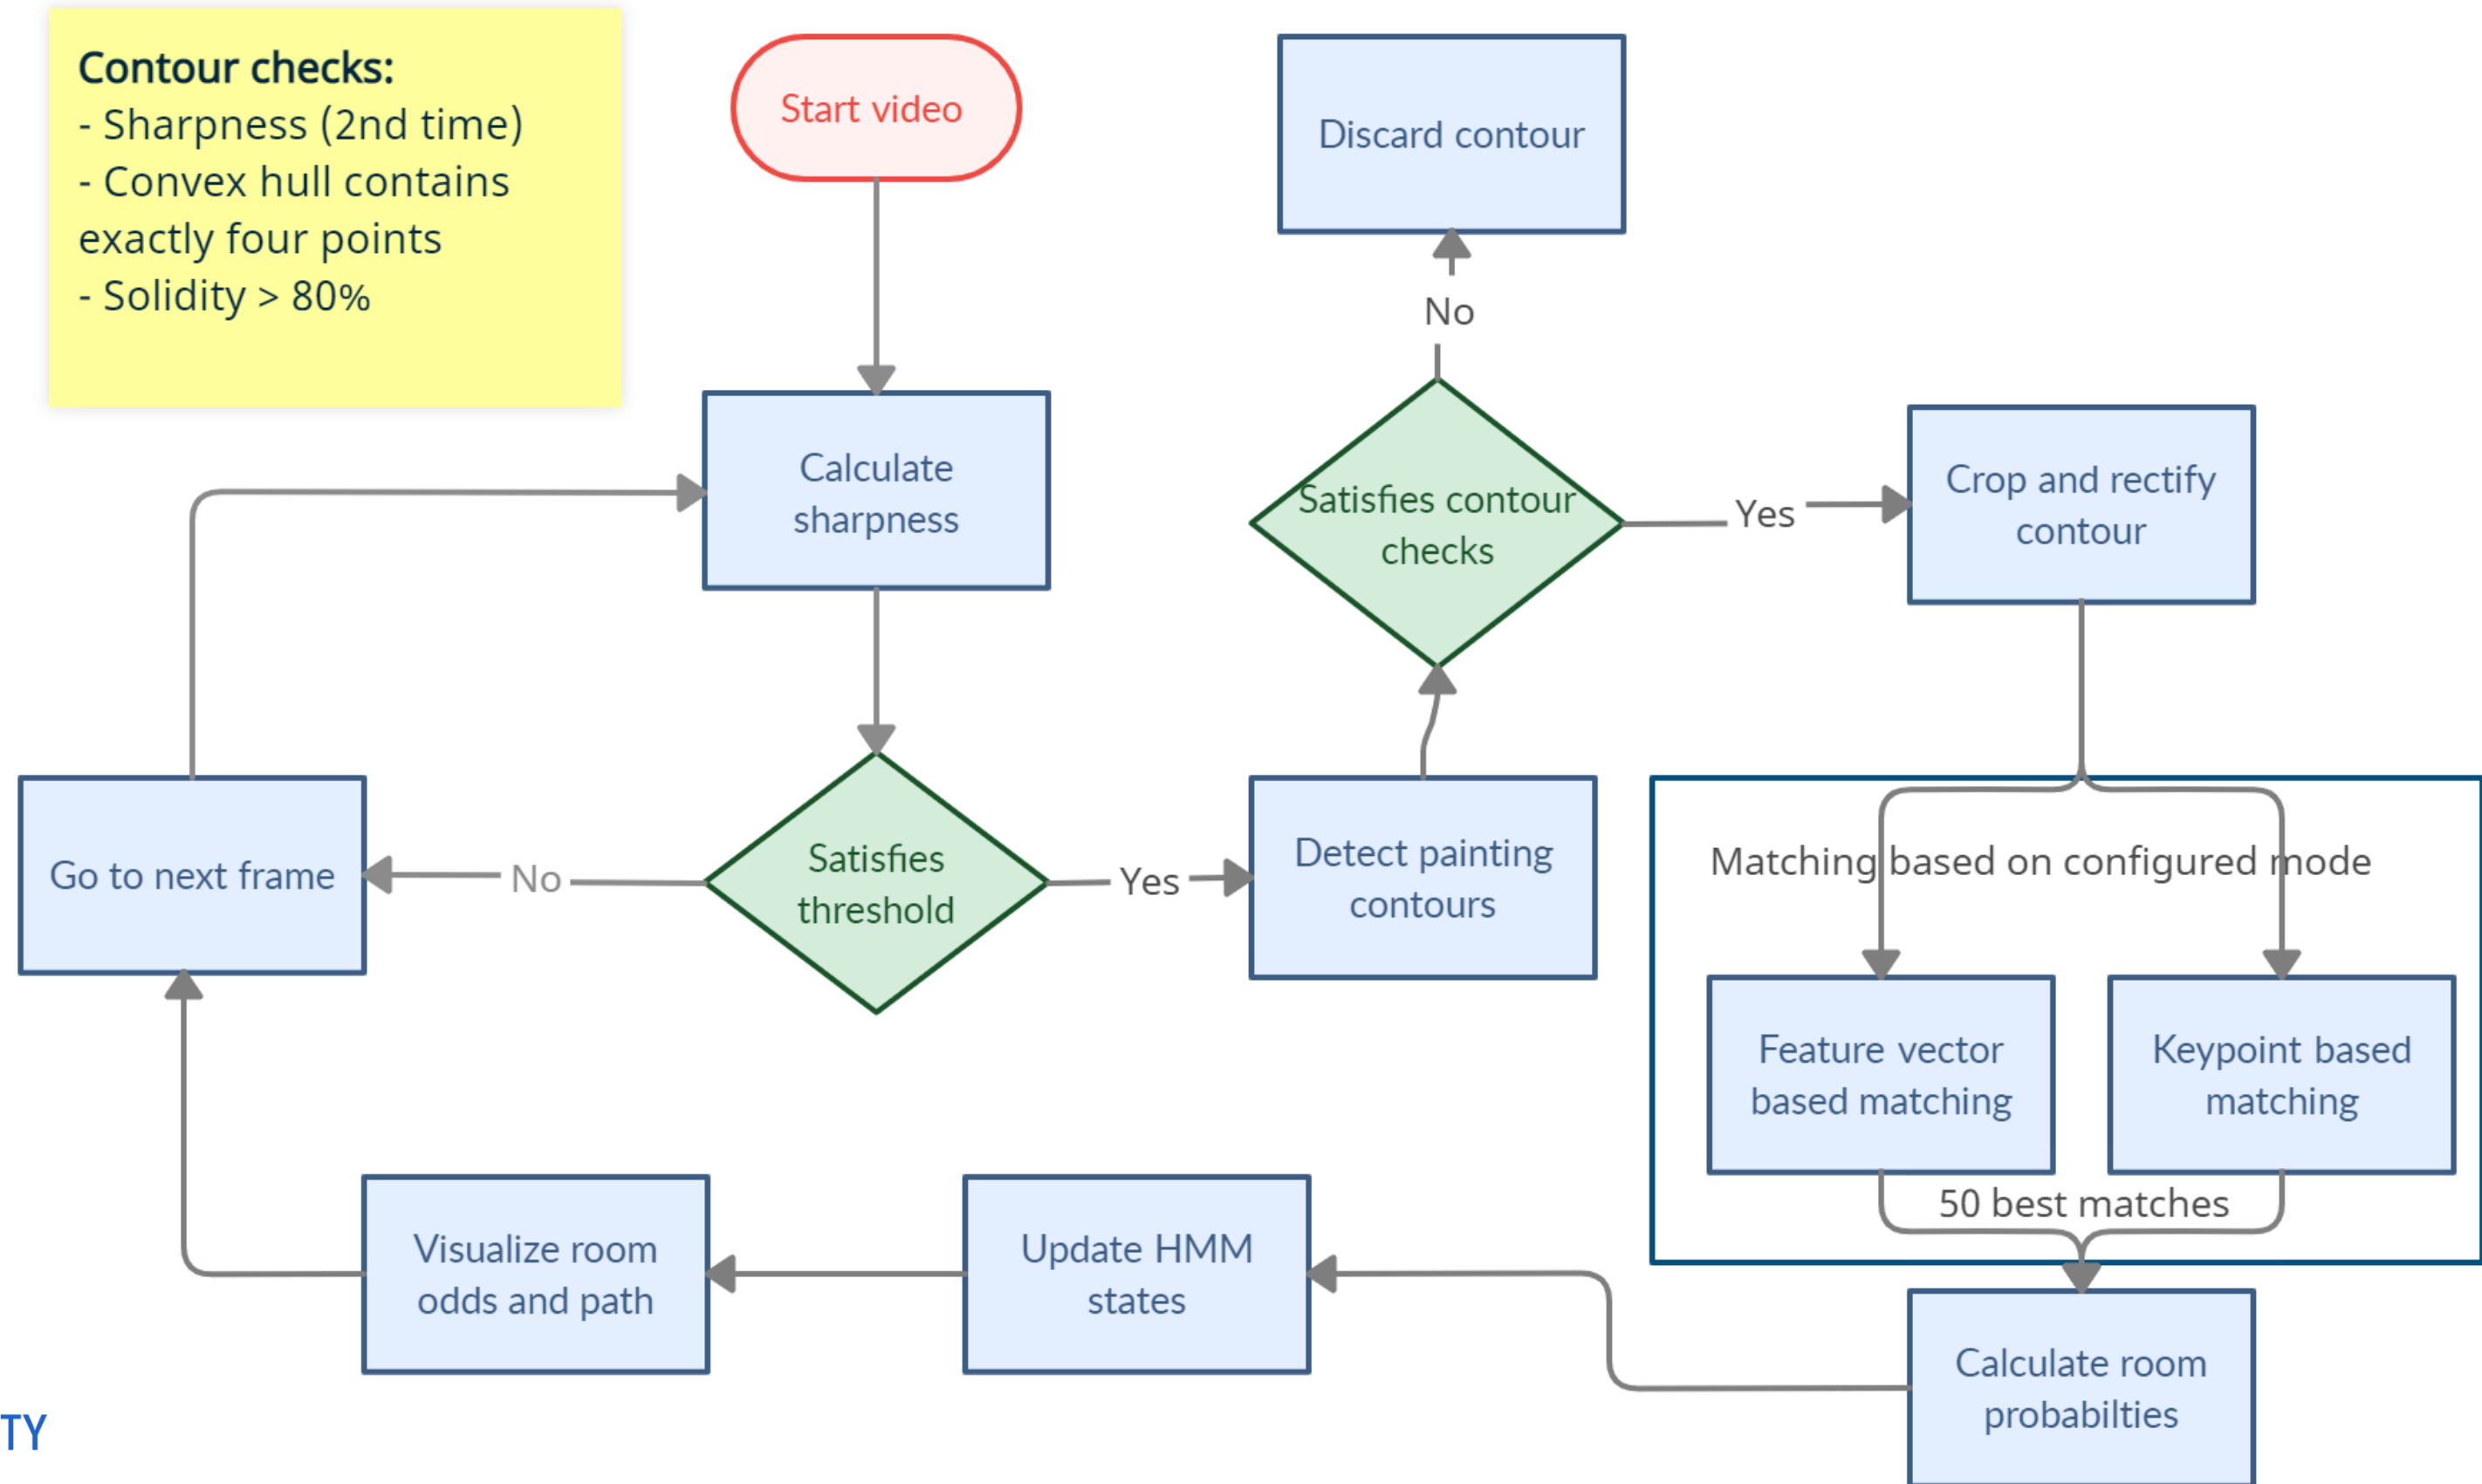 Contour checks:
- Sharpness (2nd time)
- Convex hull contains
exactly four points
- Solidity > 80%
Start video
Calculate
sharpness
Satisfies
threshold
No
Go to next frame
Yes
Detect painting
contours
Satisfies contour
checks
No
Discard contour
Yes
Crop and rectify
contour
Matching based on configured mode
Feature vector
based matching
Keypoint based
matching
50 best matches
Calculate room
probabilties
Update HMM
states
Visualize room
odds and path
TY